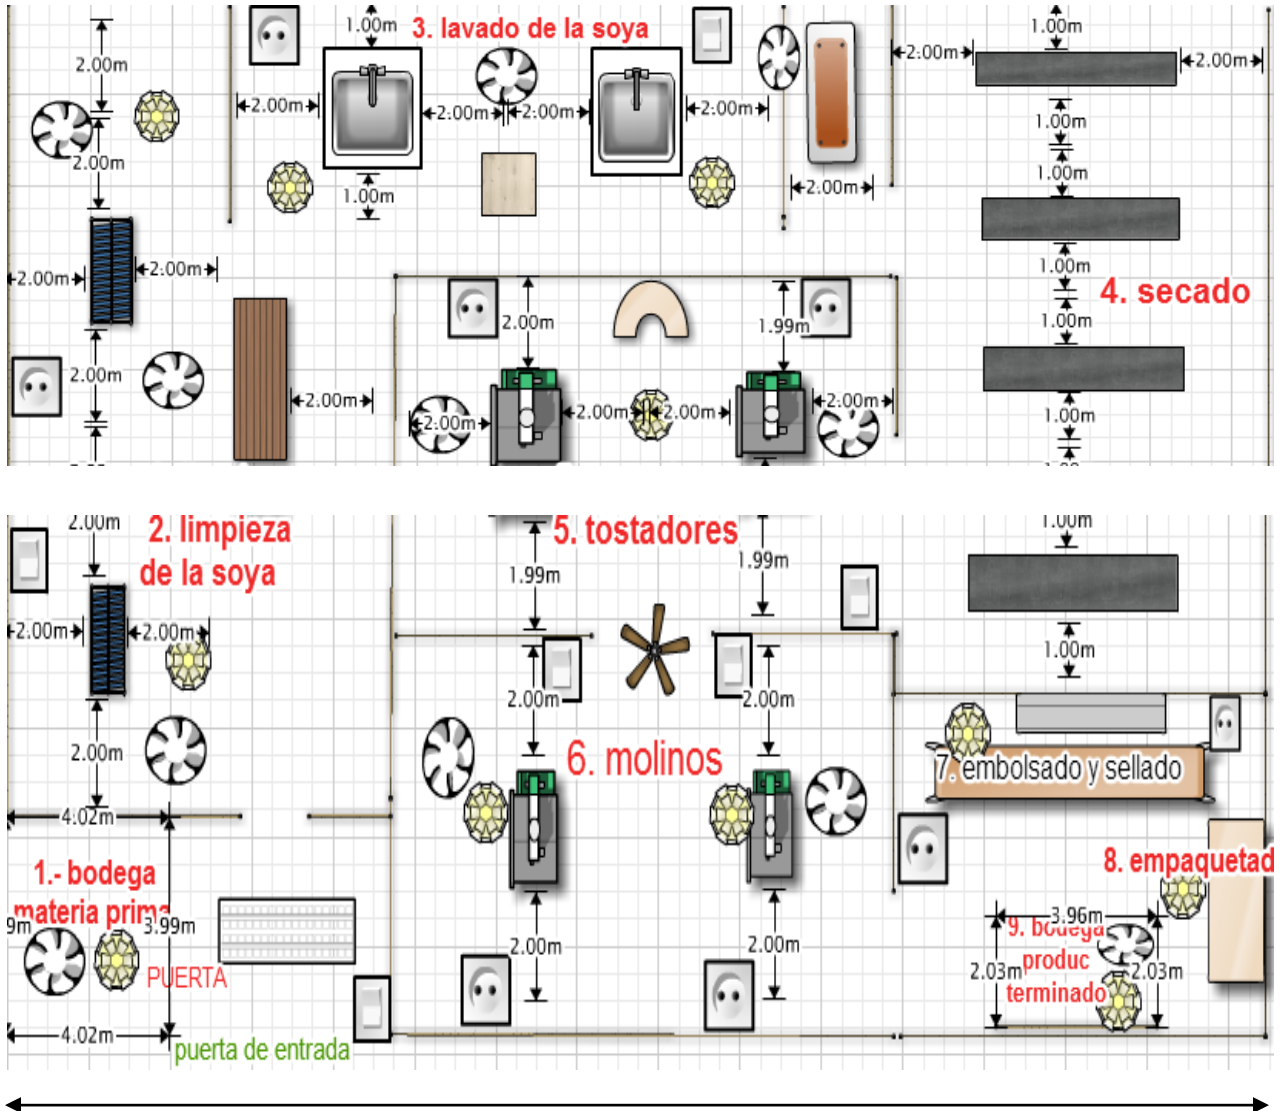 1.00m
3. lavado de la soya
2.00m
2.00m
2.00m
2.00m
2.00m
2.00m
2.00m
1.00m
2.00m
1.00m
1.00m
2.00m
1.00m
2.00m
2.00m
1.00m
4. secado
2.00m
1.99m
1.00m
2.00m
2.00m
2.00m
2.00m
2.00m
2.00m
1.00m
2.00m
2. limpieza
de la soya
5. tostadores
1.00m
1.99m
1.99m
2.00m
2.00m
1.00m
2.00m
2.00m
2.00m
6. molinos
7. embolsado y sellado
4.02m
1.- bodega
materia prima
9m
3.99m
PUERTA
2.00m
2.00m
8. empaquetad
3.96m
9. bodega
produc
terminado
2.03m
2.03m
4.02m
puerta de entrada